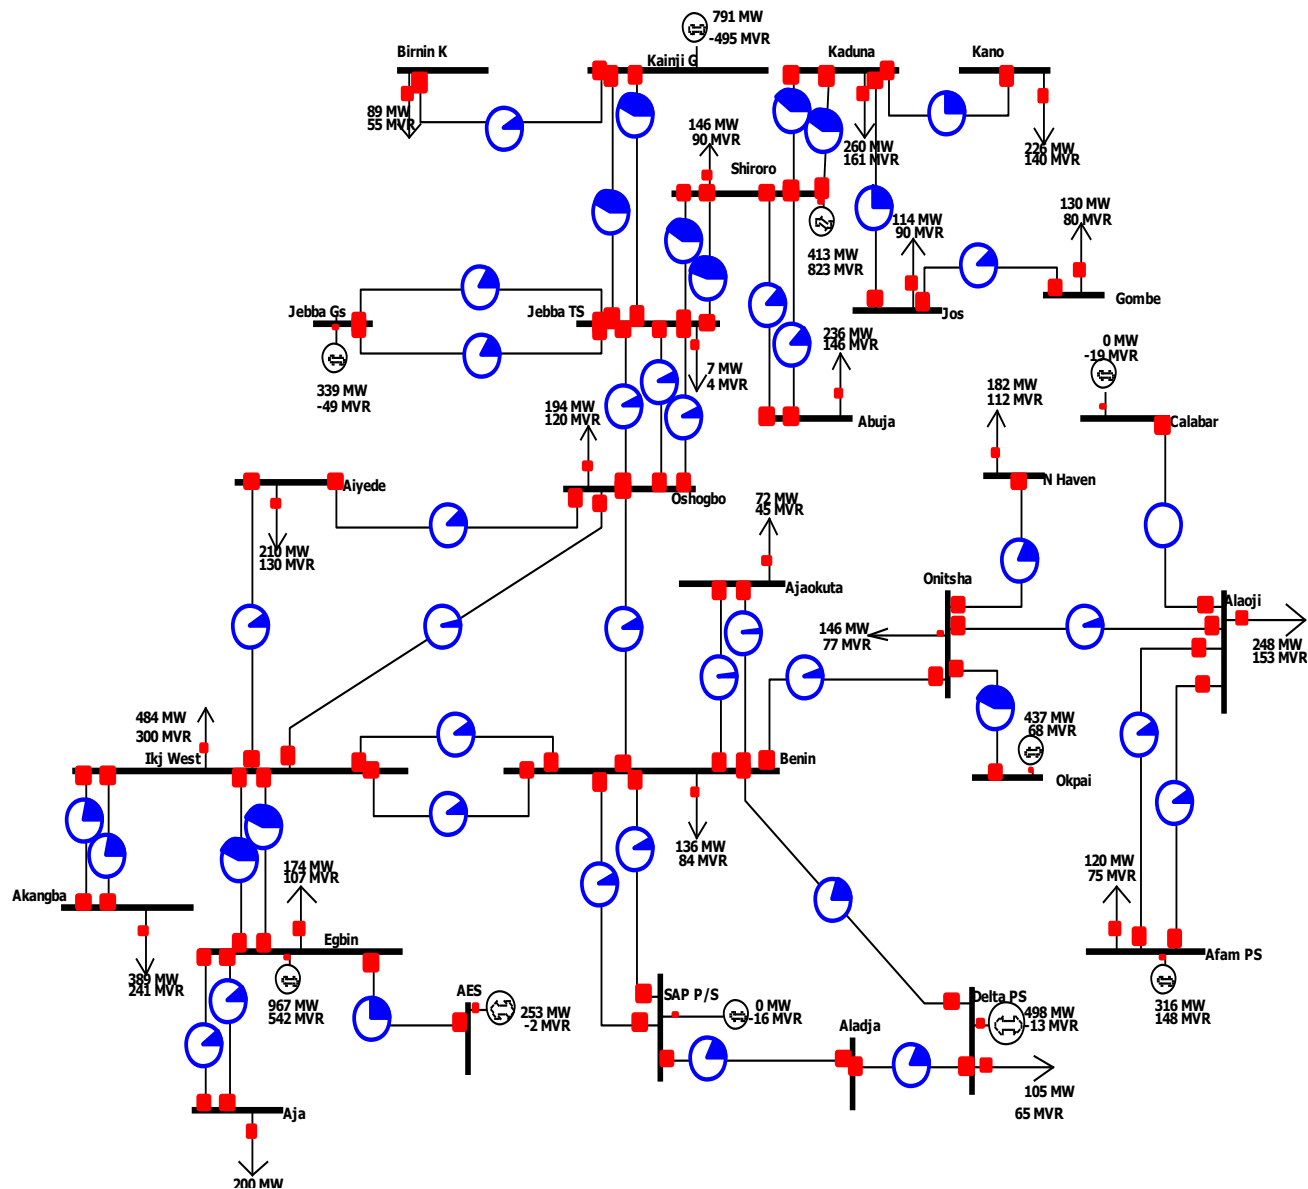 791 MW
-495 MVR
Birnin K
Kainji G
Kaduna
Kano
89 MW
55 MVR
146 MW
90 MVR
260 MW
161 MVR
226 MW
140 MVR
Shiroro
413 MW
823 MVR
114 MW
90 MVR
130 MW
80 MVR
Jebba Gs
Jebba TS
Jos
Gombe
339 MW
-49 MVR
7 MW
4 MVR
236 MW
146 MVR
0 MW
-19 MVR
194 MW
120 MVR
Abuja
182 MW
112 MVR
Calabar
Aiyede
Oshogbo
N Haven
210 MW
130 MVR
72 MW
45 MVR
Ajaokuta
Onitsha
Alaoji
146 MW
77 MVR
248 MW
153 MVR
484 MW
300 MVR
437 MW
68 MVR
Ikj West
Benin
Okpai
136 MW
84 MVR
174 MW
107 MVR
120 MW
75 MVR
Akangba
Egbin
Afam PS
389 MW
241 MVR
967 MW
542 MVR
AES
253 MW
-2 MVR
SAP P/S
0 MW
-16 MVR
Delta PS
498 MW
-13 MVR
316 MW
148 MVR
Aladja
105 MW
65 MVR
Aja
200 MW